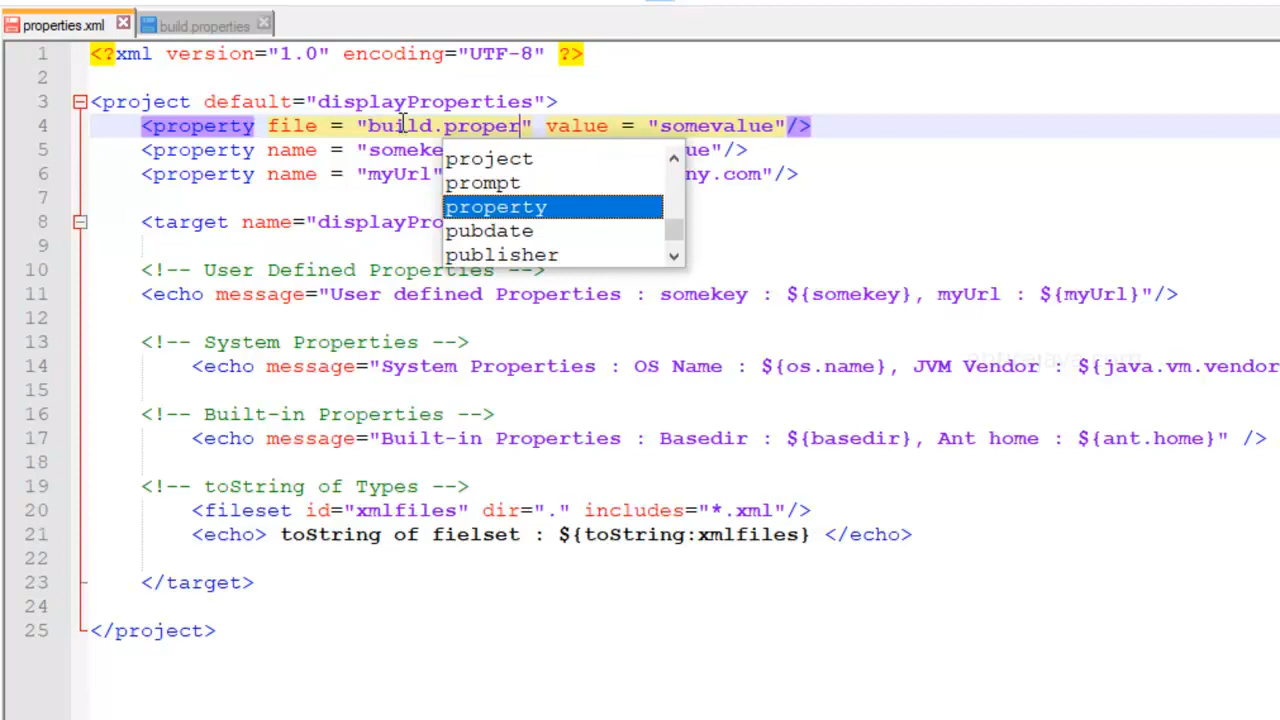 properties.xml build.properties
1 <?xml version="1.0" encoding="UTF-8" ?>
2
3 <project default="displayProperties">
4 <property file = "build.proper" value = "somevalue"/>
5 <property name = "someke ue"/>
6 <property name = "myUrl" ny.com"/>
7
8 <target name="displayPro
9
10 <!-- User Defined Properties -->
11 <echo message="User defined Properties : somekey : ${somekey}, myUrl : ${myUrl}"/>
12
13 <!-- System Properties -->
14 <echo message="System Properties : OS Name : ${os.name}, JVM Vendor : ${java.vm.vendor
15
16 <!-- Built-in Properties -->
17 <echo message="Built-in Properties : Basedir : ${basedir}, Ant home : ${ant.home}" />
18
19 <!-- toString of Types -->
20 <fileset id="xmlfiles" dir="." includes="*.xml"/>
21 <echo> toString of fielset : ${toString:xmlfiles} </echo>
22
23 </target>
24
25 </project>
project
prompt
property
pubdate
publisher